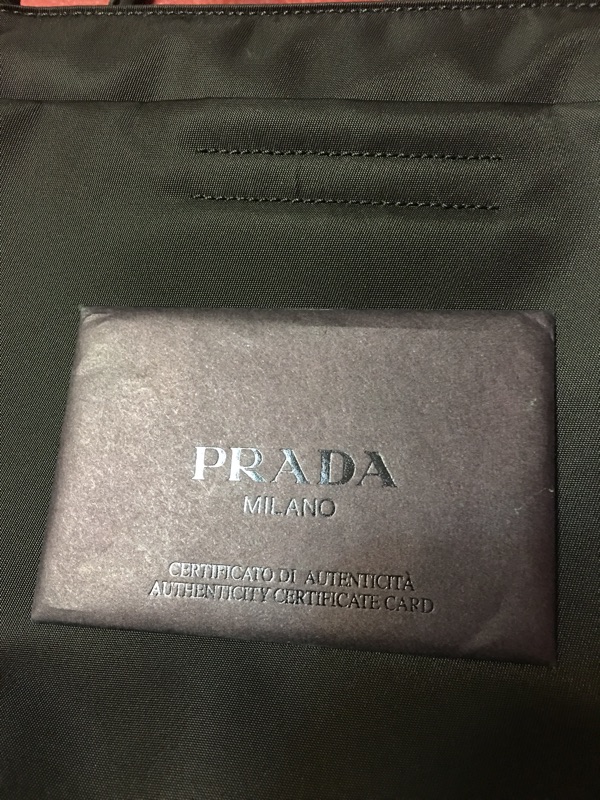 PRADA
MILANO
CERTIFICATO DI AUTENTICITÀ
AUTHENTICITY CERTIFICATE CARD